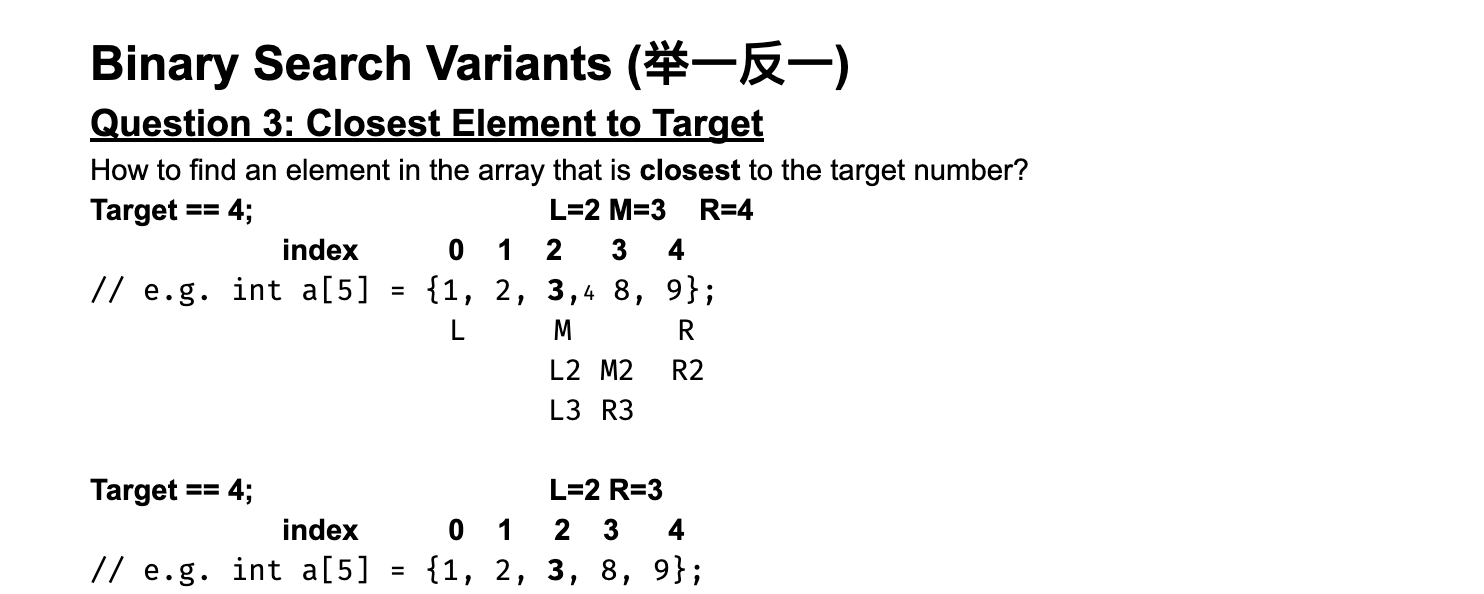 Binary Search Variants (举一反一)
Question 3: Closest Element to Target
How to find an element in the array that is closest to the target number?
Target == 4; L=2 M=3 R=4
index 0 1 2 3 4
// e.g. int a[5] = {1, 2, 3,4 8, 9};
L M R
L2 M2 R2
L3 R3
Target == 4; L=2 R=3
index 0 1 2 3 4
// e.g. int a[5] = {1, 2, 3, 8, 9};